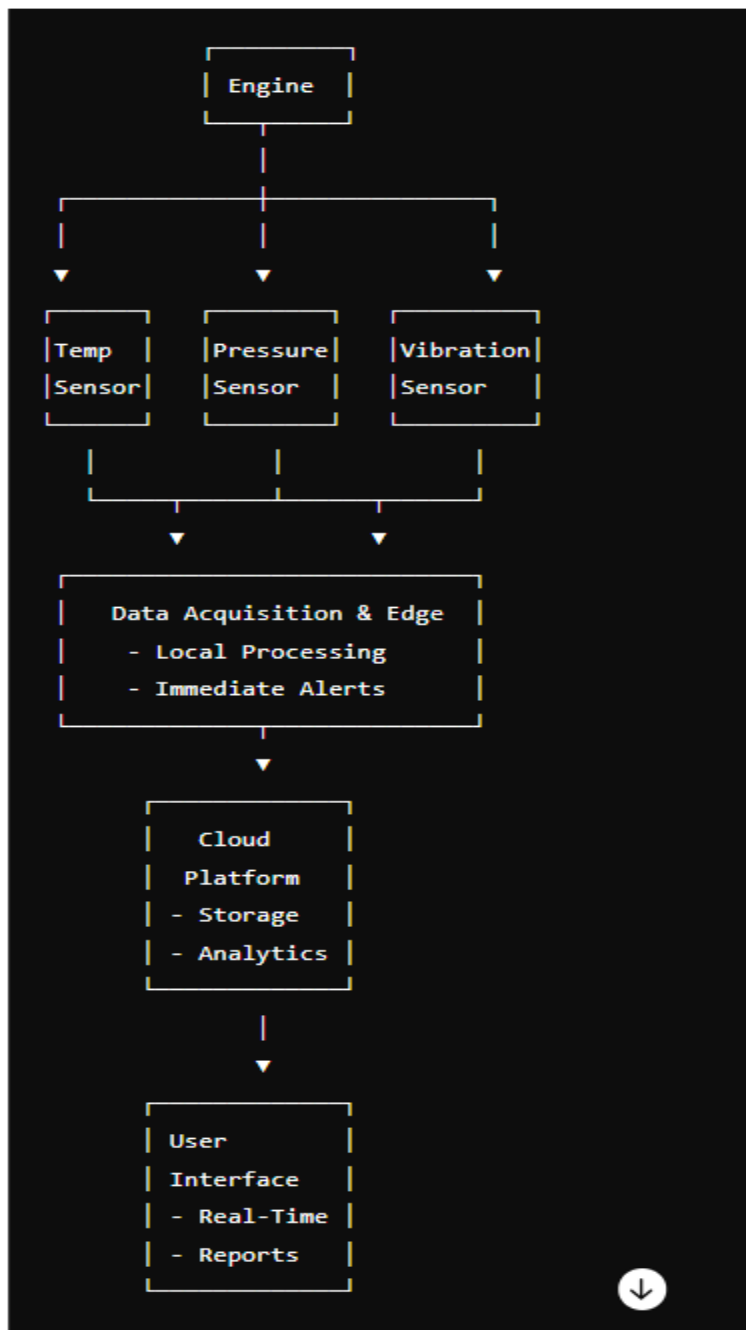 Engine
Temp Pressure Vibration
Sensor Sensor Sensor
Data Acquisition & Edge
- Local Processing
- Immediate Alerts
Cloud
Platform
- Storage
- Analytics
User
Interface
- Real-Time
- Reports